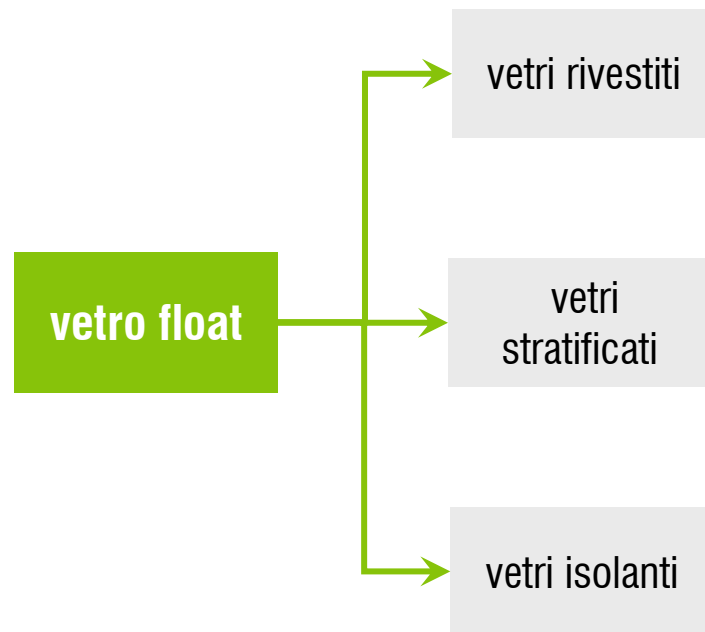 vetri rivestiti
vetro float
vetri
stratificati
vetri isolanti